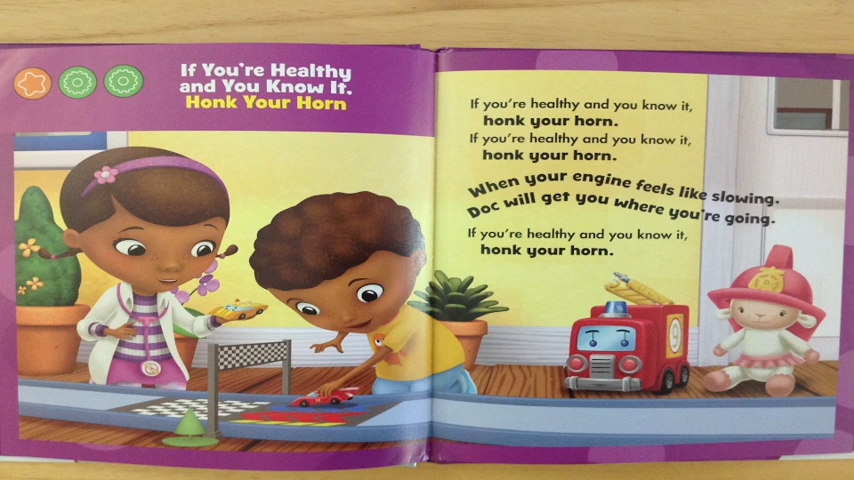 If You're Healthy
and You Know It.
Honk Your Horn
If you're healthy and you know it,
honk your horn.
If you're healthy and you know it,
honk your horn.
When your engine feels like slowing.
Doc will get you where you're going.
If you're healthy and you know it,
honk your horn.
9